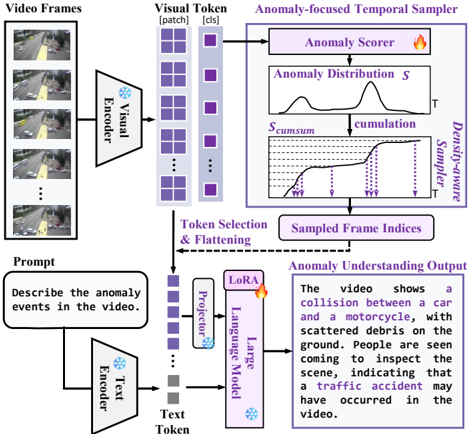 Video Frames
Visual Token
[patch] [cls]
Visual Encoder
Anomaly-focused Temporal Sampler
Anomaly Scorer
Anomaly Distribution S
T
S_cumsum
cumulation
T
Density-aware
Sampler
Sampled Frame Indices
Token Selection
& Flattening
Prompt
Describe the anomaly
events in the video.
Text Encoder
Text
Token
Projector
LoRA
Large
Language Model
Anomaly Understanding Output
The video shows a
collision between a car
and a motorcycle, with
scattered debris on the
ground. People are seen
coming to inspect the
scene, indicating that
a traffic accident may
have occurred in the
video.